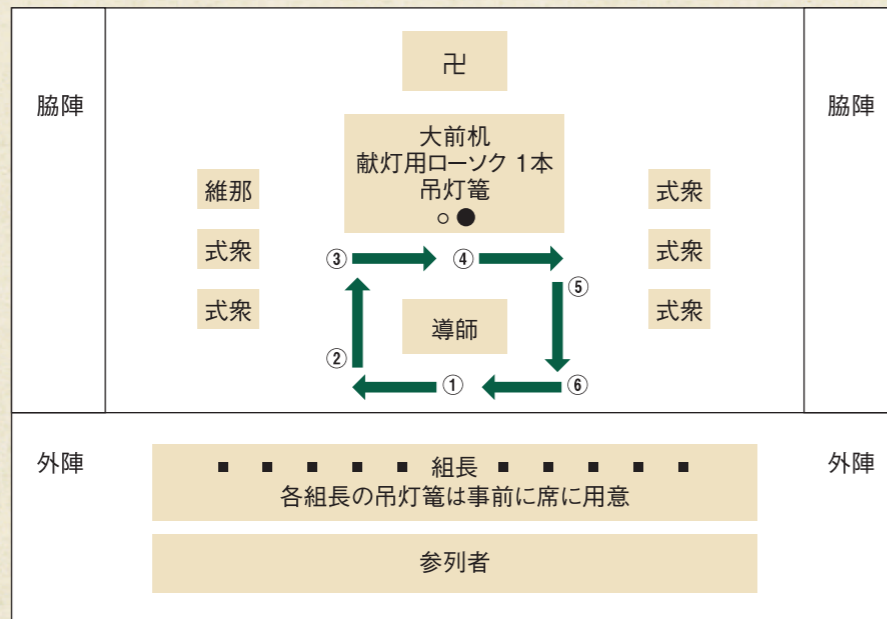 卍
脇陣
脇陣
大前机
献灯用ローソク 1本
吊灯篭
○ ●
維那
式衆
式衆
式衆
式衆
式衆
③
④
⑤
導師
②
①
⑥
外陣
外陣
■ ■ ■ ■ ■ 組長 ■ ■ ■ ■ ■
各組長の吊灯篭は事前に席に用意
参列者